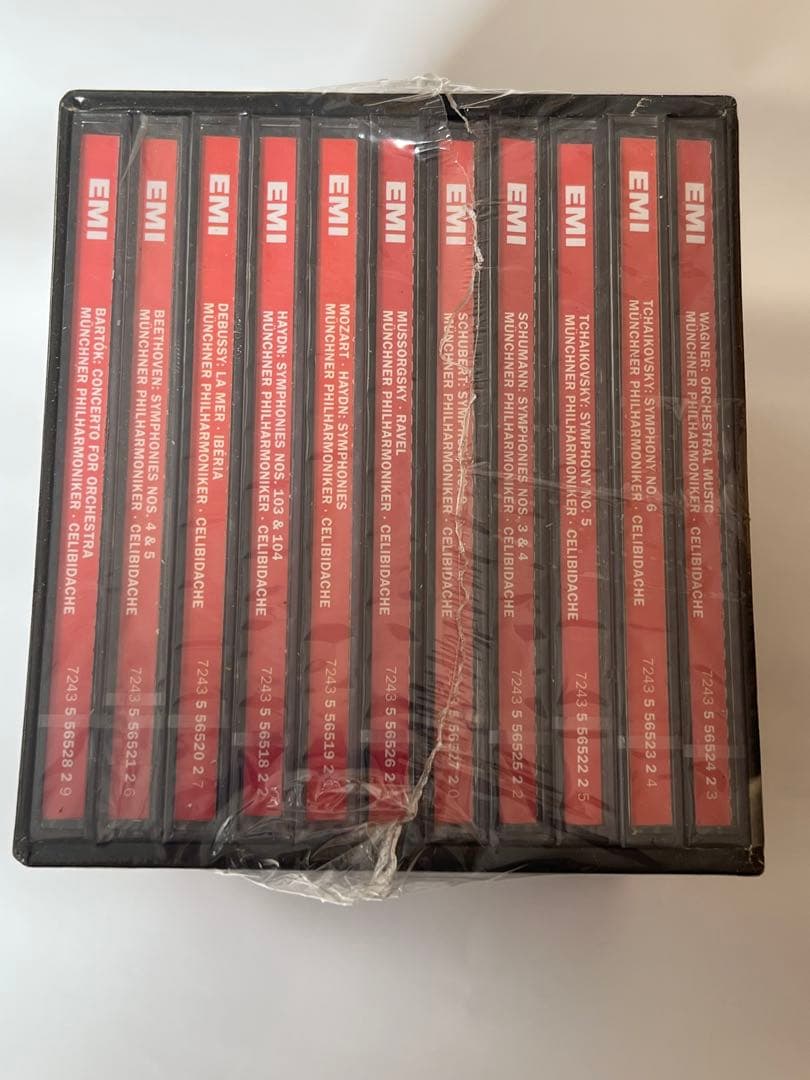 EMI
BARTÓK: CONCERTO FOR ORCHESTRA
MÜNCHNER PHILHARMONIKER · CELIBIDACHE
7243 5 56528 2 9
EMI
BEETHOVEN: SYMPHONIES NOS. 4 & 5
MÜNCHNER PHILHARMONIKER · CELIBIDACHE
7243 5 56521 2 6
EMI
DEBUSSY: LA MER · IBÉRIA
MÜNCHNER PHILHARMONIKER · CELIBIDACHE
7243 5 56520 2 7
EMI
HAYDN: SYMPHONIES NOS. 103 & 104
MÜNCHNER PHILHARMONIKER · CELIBIDACHE
7243 5 56518 2 2
EMI
MOZART · HAYDN: SYMPHONIES
MÜNCHNER PHILHARMONIKER · CELIBIDACHE
7243 5 56519 2
EMI
MUSSORGSKY · RAVEL
MÜNCHNER PHILHARMONIKER · CELIBIDACHE
7243 5 56526 2
EMI
SCHUBERT:
MÜNCHNER PHILHARMONIKER · CELIBIDACHE
2 0
EMI
SCHUMANN: SYMPHONIES NOS. 3 & 4
MÜNCHNER PHILHARMONIKER · CELIBIDACHE
7243 5 56525 2 2
EMI
TCHAIKOVSKY: SYMPHONY NO. 5
MÜNCHNER PHILHARMONIKER · CELIBIDACHE
7243 5 56522 2 5
EMI
TCHAIKOVSKY: SYMPHONY NO. 6
MÜNCHNER PHILHARMONIKER · CELIBIDACHE
7243 5 56523 2 4
EMI
WAGNER: ORCHESTRAL MUSIC
MÜNCHNER PHILHARMONIKER · CELIBIDACHE
7243 5 56524 2 3